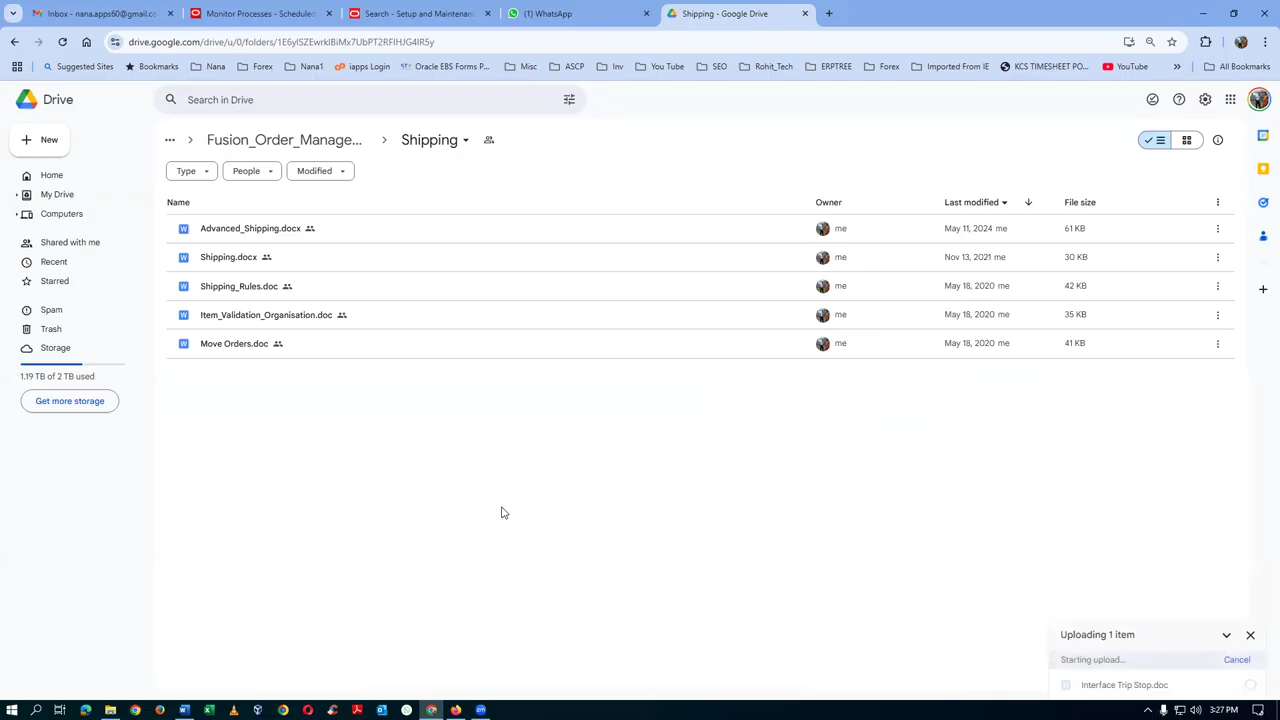 Inbox - nana.apps60@gmail.co
Monitor Processes - Scheduled
Search - Setup and Maintenanc
(1) WhatsApp
Shipping - Google Drive
drive.google.com/drive/u/0/folders/1E6yISZEwrkIBiMx7UbPT2RFIHJG4IR5y
Suggested Sites
Bookmarks
Nana
Forex
Nana1
iapps Login
Oracle EBS Forms P...
Misc
ASCP
Inv
You Tube
SEO
Rohit_Tech
ERPTREE
Forex
Imported From IE
KCS TIMESHEET PO...
YouTube
All Bookmarks
Drive
Search in Drive
New
Fusion_Order_Manage...
Shipping
Type
People
Modified
Home
My Drive
Computers
Shared with me
Recent
Starred
Spam
Trash
Storage
1.19 TB of 2 TB used
Get more storage
Name Owner Last modified File size
Advanced_Shipping.docx me May 11, 2024 me 61 KB
Shipping.docx me Nov 13, 2021 me 30 KB
Shipping_Rules.doc me May 18, 2020 me 42 KB
Item_Validation_Organisation.doc me May 18, 2020 me 35 KB
Move Orders.doc me May 18, 2020 me 41 KB
Uploading 1 item
Starting upload... Cancel
Interface Trip Stop.doc
3:27 PM